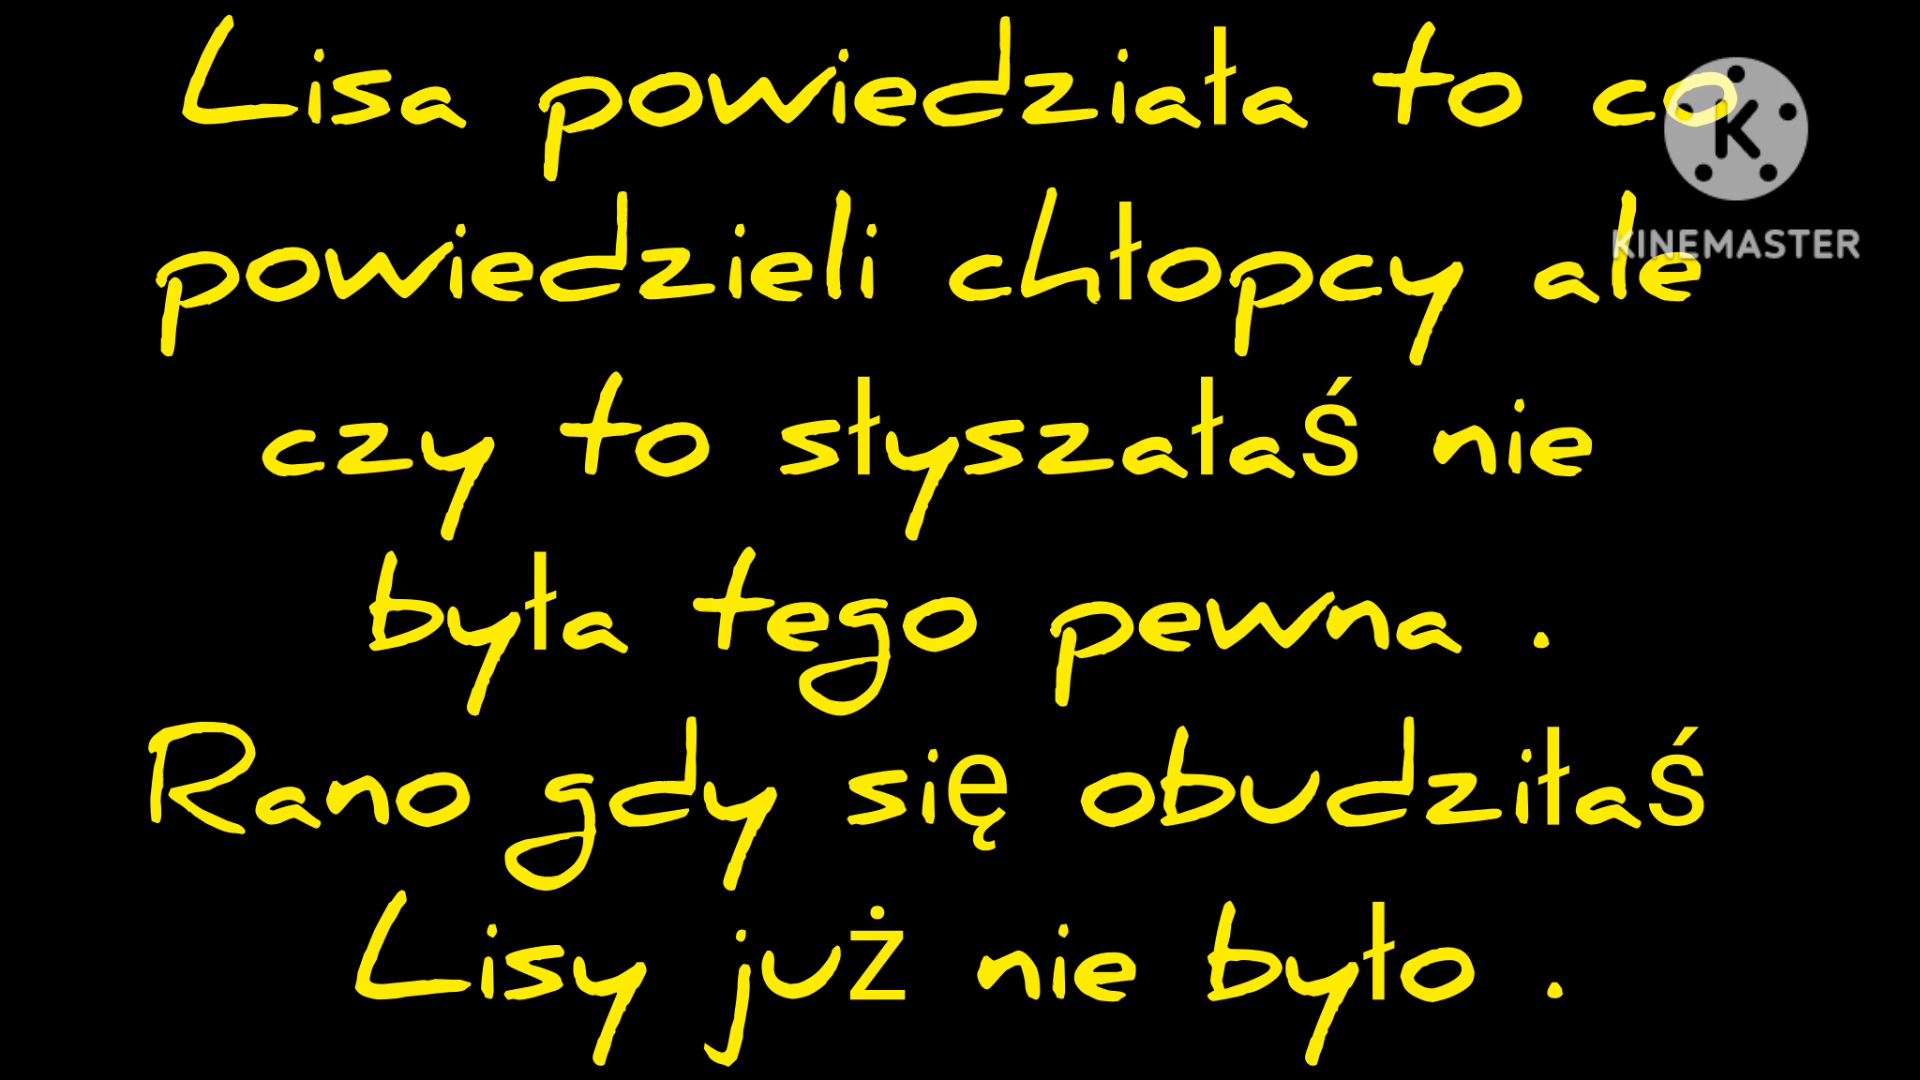 Lisa powiedziała to co
powiedzieli chłopcy ale
czy to słyszałaś nie
była tego pewna .
Rano gdy się obudziłaś
Lisy już nie było .
K
KINEMASTER